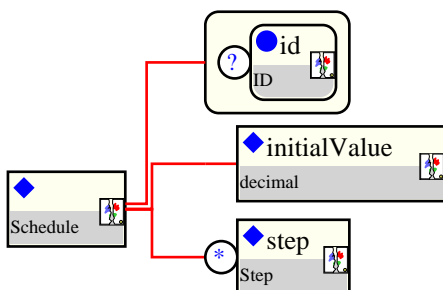 ?
id
ID
initialValue
decimal
Schedule
*
step
Step